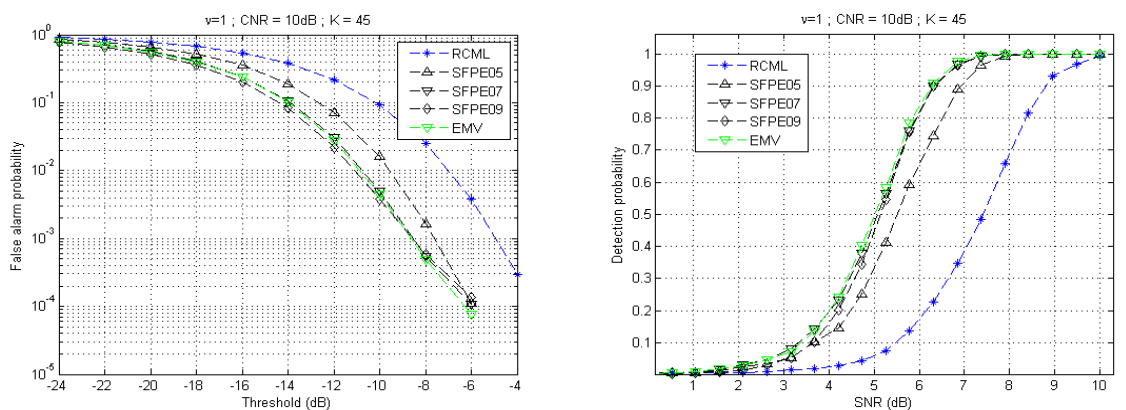 v=1 ; CNR = 10dB ; K = 45
False alarm probability
10^0
10^-1
10^-2
10^-3
10^-4
10^-5
RCML
SFPE05
SFPE07
SFPE09
EMV
-24 -22 -20 -18 -16 -14 -12 -10 -8 -6 -4
Threshold (dB)
v=1 ; CNR = 10dB ; K = 45
Detection probability
1
0.9
0.8
0.7
0.6
0.5
0.4
0.3
0.2
0.1
RCML
SFPE05
SFPE07
SFPE09
EMV
1 2 3 4 5 6 7 8 9 10
SNR (dB)